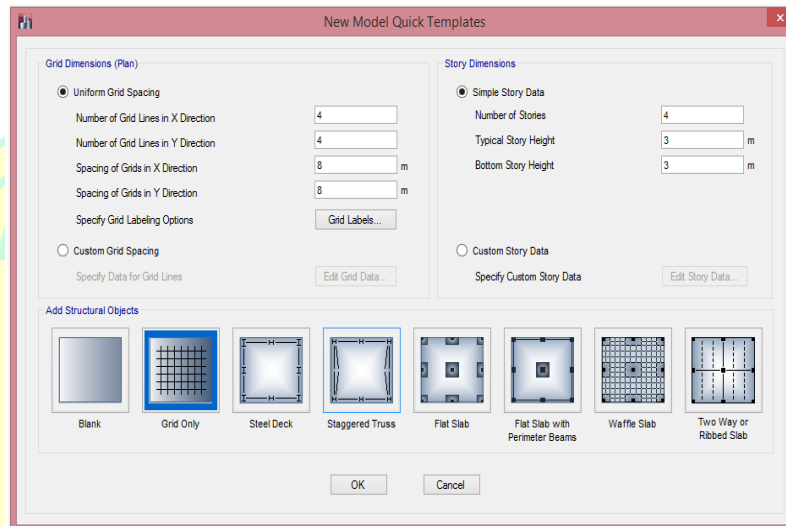 New Model Quick Templates
Grid Dimensions (Plan)
Uniform Grid Spacing
Number of Grid Lines in X Direction 4
Number of Grid Lines in Y Direction 4
Spacing of Grids in X Direction 8 m
Spacing of Grids in Y Direction 8 m
Specify Grid Labeling Options Grid Labels...
Custom Grid Spacing
Specify Data for Grid Lines Edit Grid Data...
Story Dimensions
Simple Story Data
Number of Stories 4
Typical Story Height 3 m
Bottom Story Height 3 m
Custom Story Data
Specify Custom Story Data Edit Story Data...
Add Structural Objects
Blank
Grid Only
Steel Deck
Staggered Truss
Flat Slab
Flat Slab with
Perimeter Beams
Waffle Slab
Two Way or
Ribbed Slab
OK Cancel